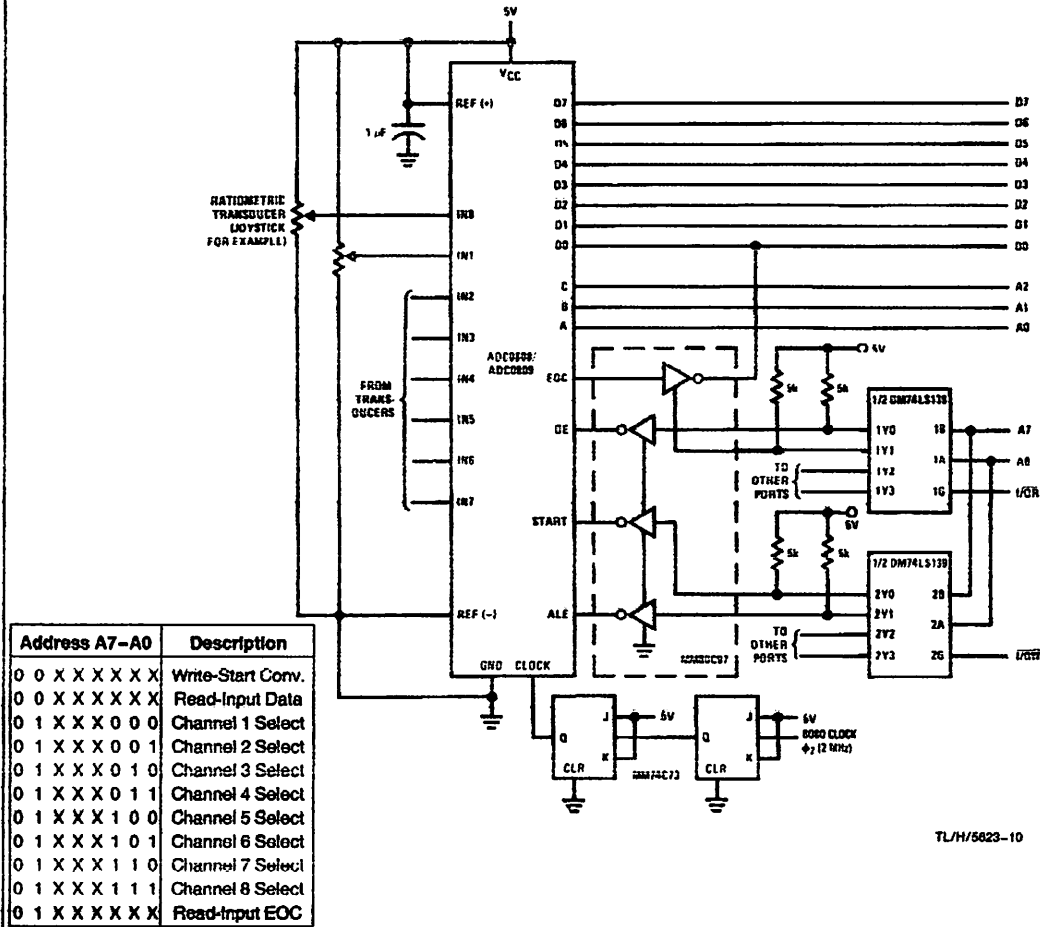 5V
VCC
REF (+)
1 µF
D7
D6
D5
D4
D3
D2
D1
D0
D7
D6
D5
D4
D3
D2
D1
D0
RATIOMETRIC
TRANSDUCER
(JOYSTICK
FOR EXAMPLE)
IN0
IN1
IN2
IN3
IN4
IN5
IN6
IN7
FROM
TRANS-
DUCERS
ADC0808/
ADC0809
C
B
A
A2
A1
A0
EOC
OE
START
ALE
REF (-)
GND CLOCK
5V
5k
5k
1/2 DM74LS139
1Y0
1Y1
1Y2
1Y3
1B
1A
1G
A7
A6
I/OR
TO
OTHER
PORTS
5V
5k
5k
1/2 DM74LS139
2Y0
2Y1
2Y2
2Y3
2B
2A
2G
TO
OTHER
PORTS
MM80C97
J
Q
K
CLR
5V
MM74C73
J
Q
K
CLR
5V
8080 CLOCK
ϕ2 (2 MHz)
TL/H/5623–10
Address A7–A0 Description
0 0 X X X X X X Write-Start Conv.
0 0 X X X X X X Read-Input Data
0 1 X X X 0 0 0 Channel 1 Select
0 1 X X X 0 0 1 Channel 2 Select
0 1 X X X 0 1 0 Channel 3 Select
0 1 X X X 0 1 1 Channel 4 Select
0 1 X X X 1 0 0 Channel 5 Select
0 1 X X X 1 0 1 Channel 6 Select
0 1 X X X 1 1 0 Channel 7 Select
0 1 X X X 1 1 1 Channel 8 Select
0 1 X X X X X X Read-Input EOC